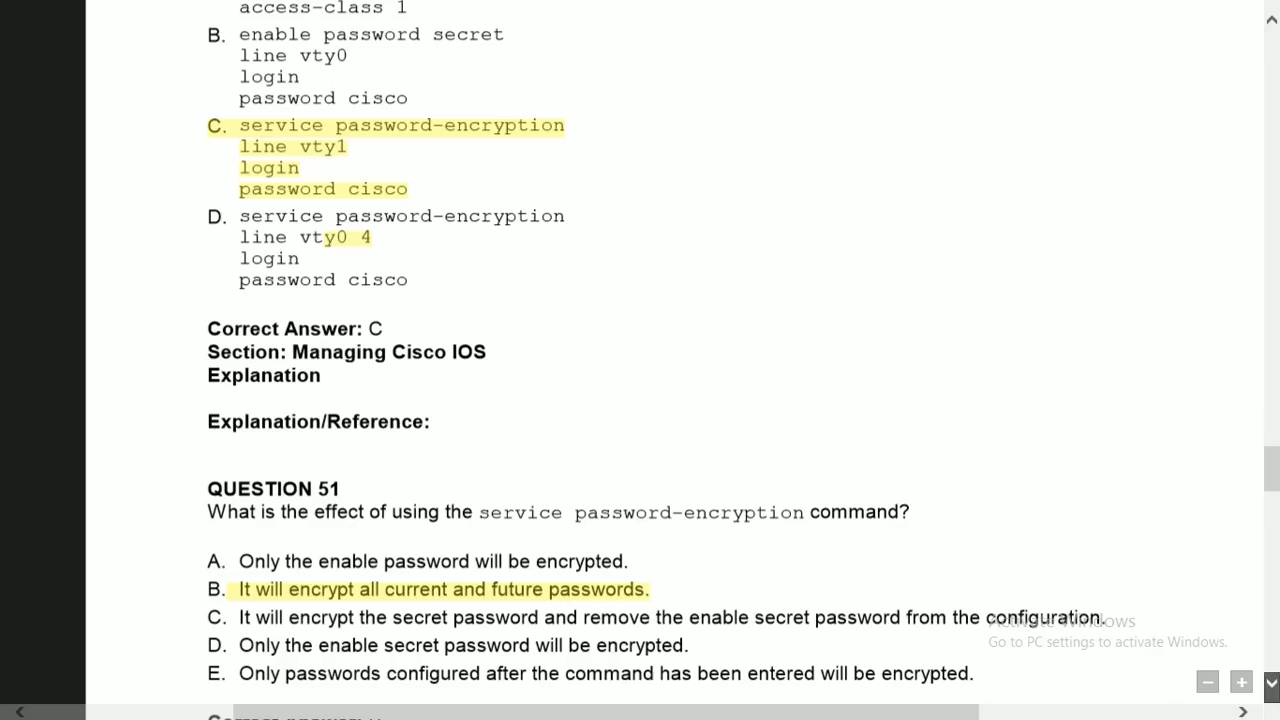 access-class 1
B. enable password secret
line vty0
login
password cisco
C. service password-encryption
line vty1
login
password cisco
D. service password-encryption
line vty0 4
login
password cisco
Correct Answer: C
Section: Managing Cisco IOS
Explanation
Explanation/Reference:
QUESTION 51
What is the effect of using the service password-encryption command?
A. Only the enable password will be encrypted.
B. It will encrypt all current and future passwords.
C. It will encrypt the secret password and remove the enable secret password from the configuration.
Activate Windows
Go to PC settings to activate Windows.
D. Only the enable secret password will be encrypted.
E. Only passwords configured after the command has been entered will be encrypted.